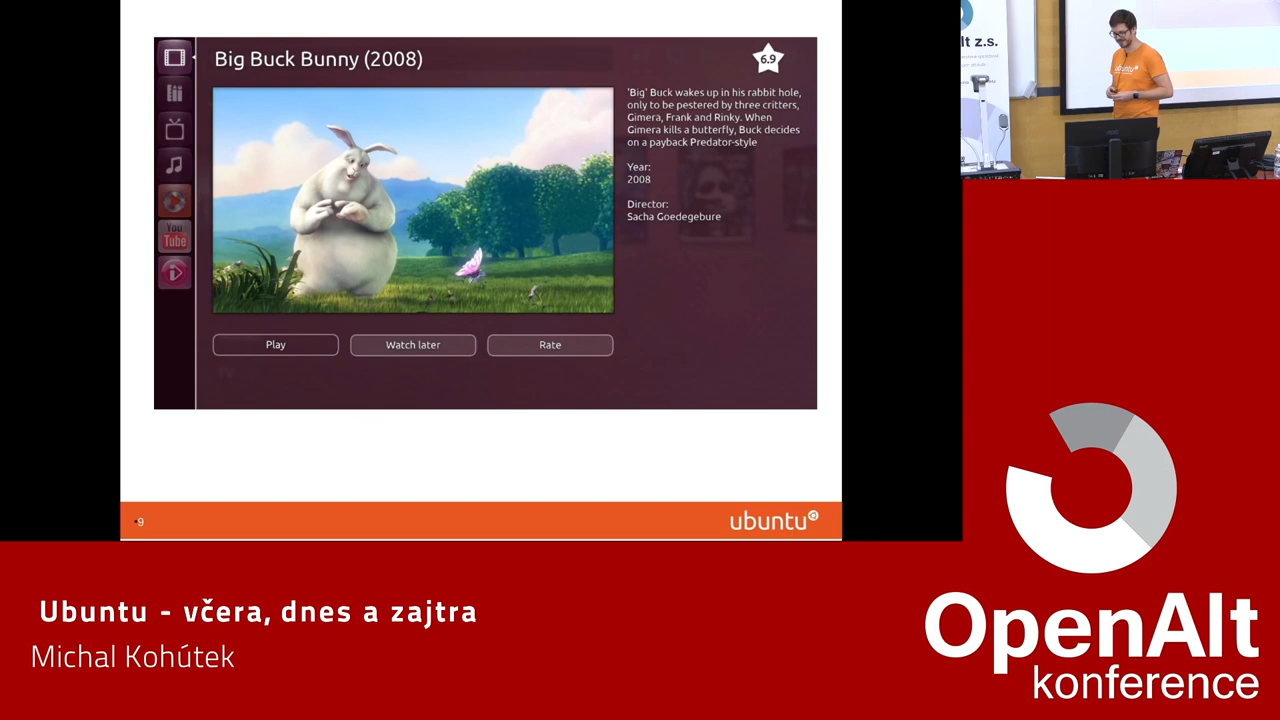 Big Buck Bunny (2008)
6.9
'Big' Buck wakes up in his rabbit hole,
only to be pestered by three critters,
Gimera, Frank and Rinky. When
Gimera kills a butterfly, Buck decides
on a payback Predator-style
Year:
2008
Director:
Sacha Goedegebure
You
Tube
Play
Watch later
Rate
•9
ubuntu
lt z.s.
ubuntu
Ubuntu - včera, dnes a zajtra
Michal Kohútek
OpenAlt
konference